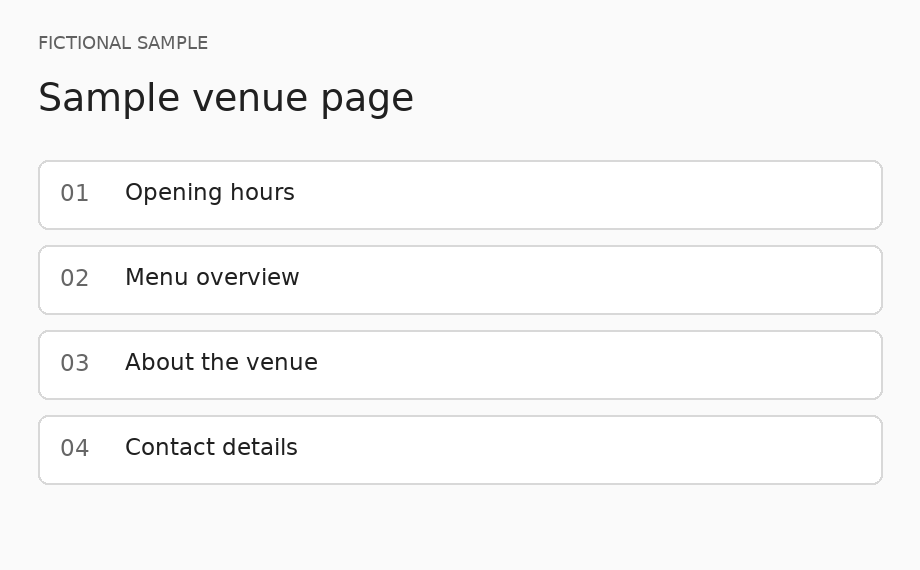 FICTIONAL SAMPLE
Sample venue page
01 Opening hours
02 Menu overview
03 About the venue
04 Contact details